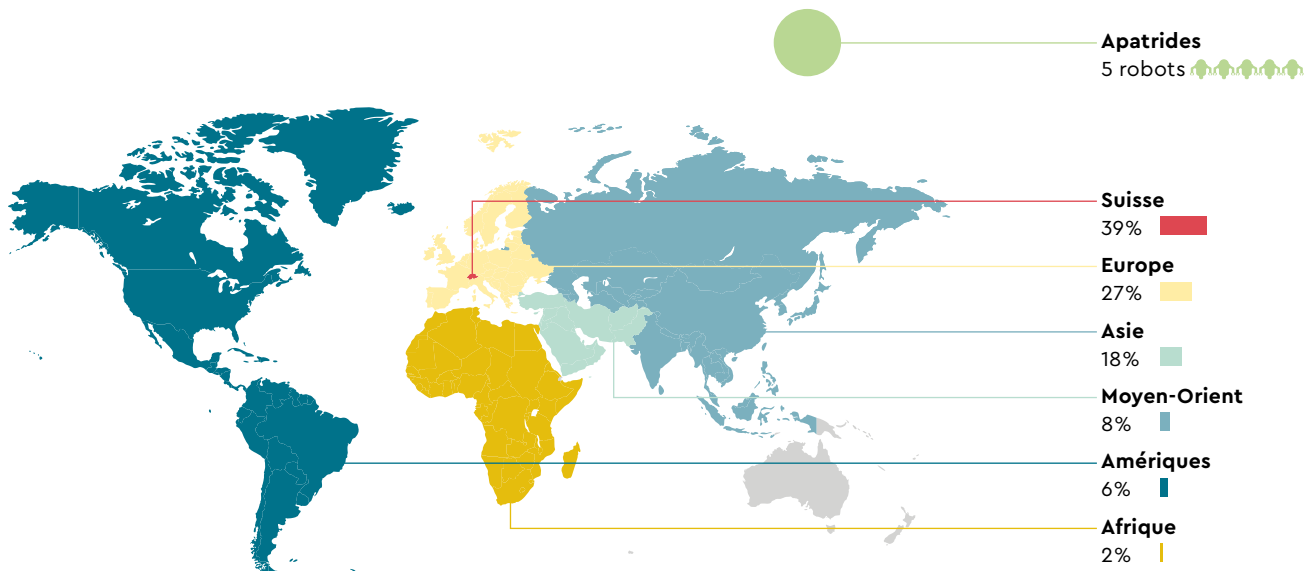 Apatrides
5 robots
Suisse
39%
Europe
27%
Asie
18%
Moyen-Orient
8%
Amériques
6%
Afrique
2%